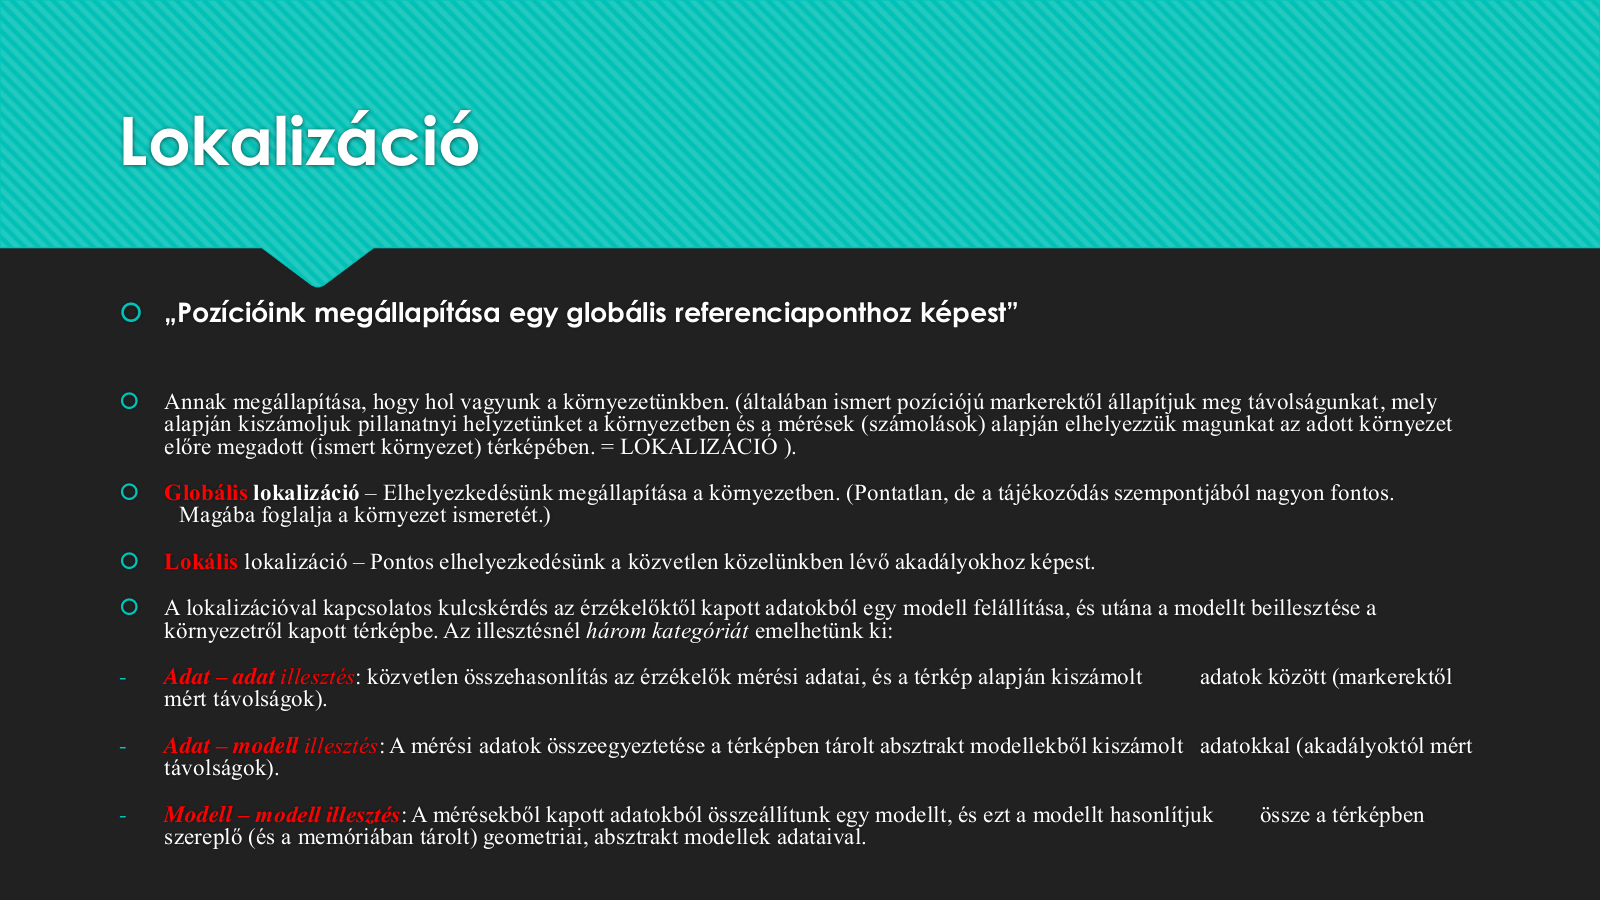 Lokalizáció
„Pozícióink megállapítása egy globális referenciaponthoz képest”
Annak megállapítása, hogy hol vagyunk a környezetünkben. (általában ismert pozíciójú markerektől állapítjuk meg távolságunkat, mely
alapján kiszámoljuk pillanatnyi helyzetünket a környezetben és a mérések (számolások) alapján elhelyezzük magunkat az adott környezet
előre megadott (ismert környezet) térképében. = LOKALIZÁCIÓ ).
Globális lokalizáció – Elhelyezkedésünk megállapítása a környezetben. (Pontatlan, de a tájékozódás szempontjából nagyon fontos.
Magába foglalja a környezet ismeretét.)
Lokális lokalizáció – Pontos elhelyezkedésünk a közvetlen közelünkben lévő akadályokhoz képest.
A lokalizációval kapcsolatos kulcskérdés az érzékelőktől kapott adatokból egy modell felállítása, és utána a modellt beillesztése a
környezetről kapott térképbe. Az illesztésnél három kategóriát emelhetünk ki:
- Adat – adat illesztés: közvetlen összehasonlítás az érzékelők mérési adatai, és a térkép alapján kiszámolt adatok között (markerektől
mért távolságok).
- Adat – modell illesztés: A mérési adatok összeegyeztetése a térképben tárolt absztrakt modellekből kiszámolt adatokkal (akadályoktól mért
távolságok).
- Modell – modell illesztés: A mérésekből kapott adatokból összeállítunk egy modellt, és ezt a modellt hasonlítjuk össze a térképben
szereplő (és a memóriában tárolt) geometriai, absztrakt modellek adataival.